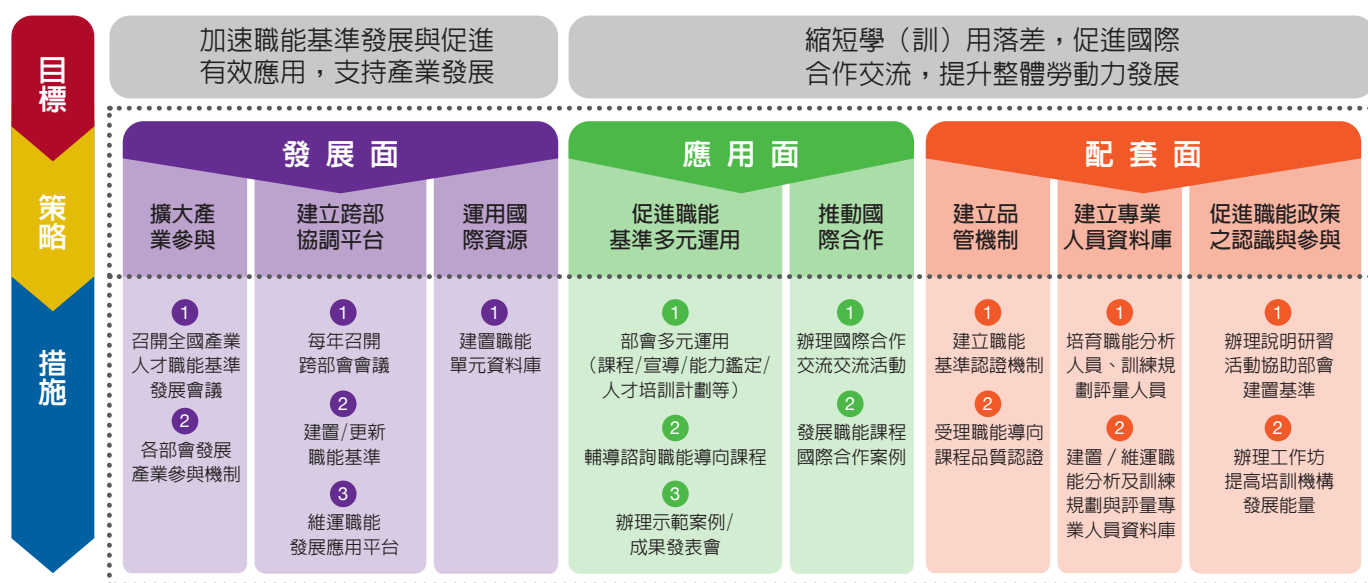 目標
加速職能基準發展與促進
有效應用，支持產業發展
縮短學（訓）用落差，促進國際
合作交流，提升整體勞動力發展
策略
發展面
擴大產
業參與
建立跨部
協調平台
運用國
際資源
應用面
促進職能
基準多元運用
推動國
際合作
配套面
建立品
管機制
建立專業
人員資料庫
促進職能政策
之認識與參與
措施
1
召開全國產業
人才職能基準
發展會議
2
各部會發展
產業參與機制
1
每年召開
跨部會會議
2
建置/更新
職能基準
3
維運職能
發展應用平台
1
建置職能
單元資料庫
1
部會多元運用
（課程/宣導/能力鑑定/
人才培訓計劃等）
2
輔導諮詢職能導向課程
3
辦理示範案例/
成果發表會
1
辦理國際合作
交流交流活動
2
發展職能課程
國際合作案例
1
建立職能
基準認證機制
2
受理職能導向
課程品質認證
1
培育職能分析
人員、訓練規
劃評量人員
2
建置/維運職
能分析及訓練
規劃與評量專
業人員資料庫
1
辦理說明研習
活動協助部會
建置基準
2
辦理工作坊
提高培訓機構
發展能量